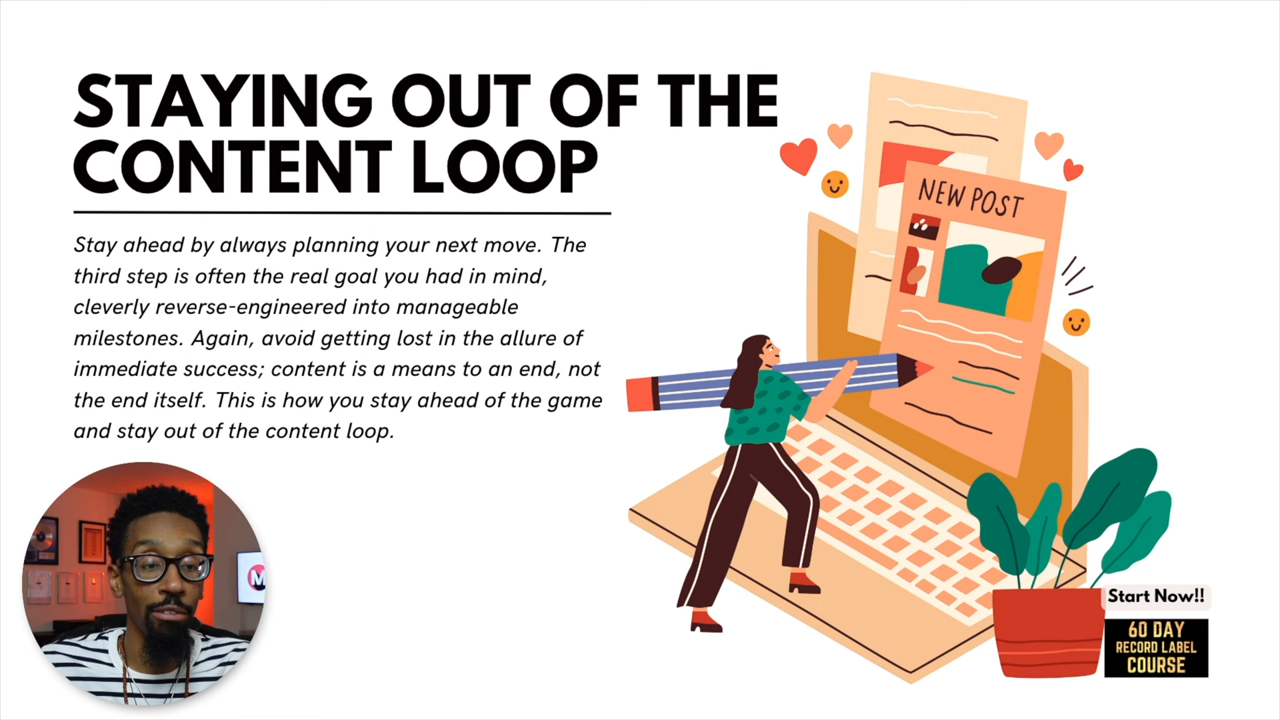 STAYING OUT OF THE
CONTENT LOOP
Stay ahead by always planning your next move. The
third step is often the real goal you had in mind,
cleverly reverse-engineered into manageable
milestones. Again, avoid getting lost in the allure of
immediate success; content is a means to an end, not
the end itself. This is how you stay ahead of the game
and stay out of the content loop.
NEW POST
M
Start Now!!
60 DAY
RECORD LABEL
COURSE